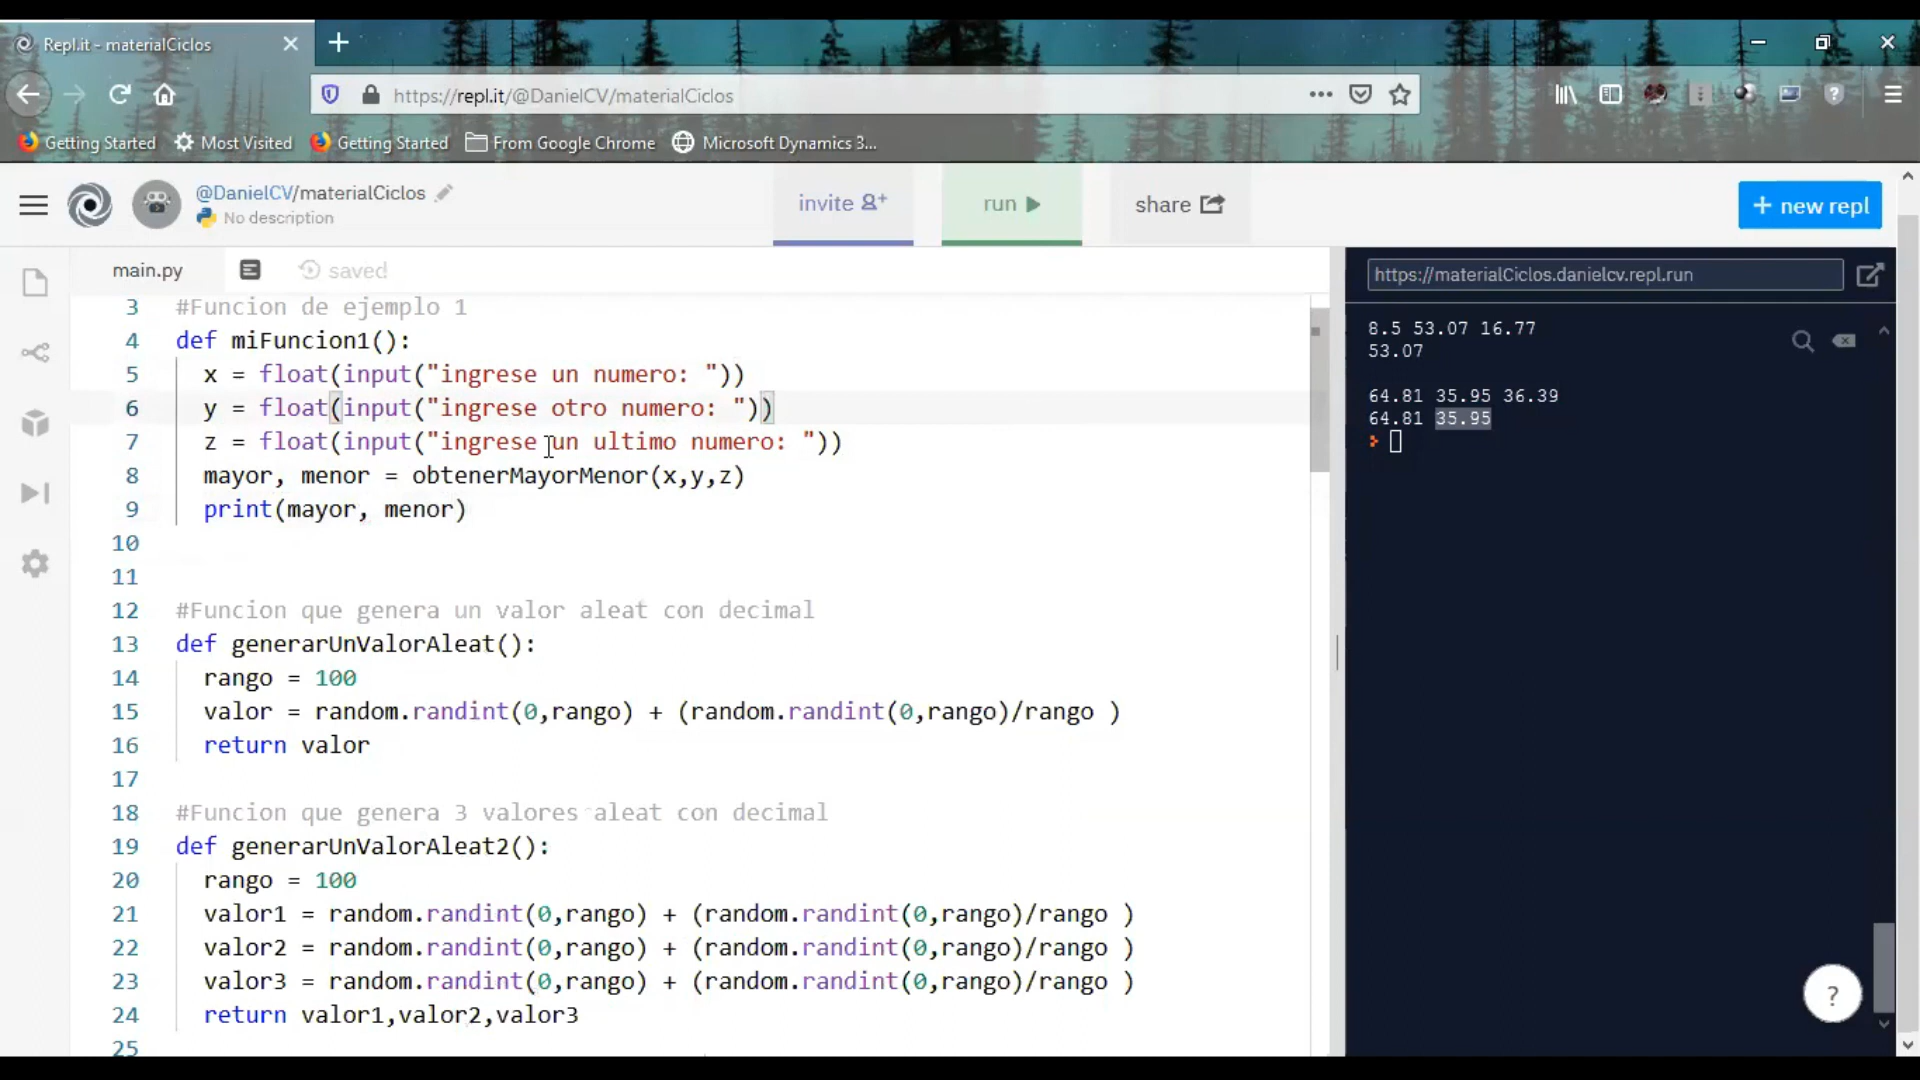 Repl.it - materialCiclos
https://repl.it/@DanielCV/materialCiclos
Getting Started
Most Visited
Getting Started
From Google Chrome
Microsoft Dynamics 3...
@DanielCV/materialCiclos
No description
invite
run
share
+ new repl
main.py
saved
https://materialCiclos.danielcv.repl.run
3 #Funcion de ejemplo 1
4 def miFuncion1():
5 x = float(input("ingrese un numero: "))
6 y = float(input("ingrese otro numero: "))
7 z = float(input("ingrese un ultimo numero: "))
8 mayor, menor = obtenerMayorMenor(x,y,z)
9 print(mayor, menor)
10
11
12 #Funcion que genera un valor aleat con decimal
13 def generarUnValorAleat():
14 rango = 100
15 valor = random.randint(0,rango) + (random.randint(0,rango)/rango )
16 return valor
17
18 #Funcion que genera 3 valores aleat con decimal
19 def generarUnValorAleat2():
20 rango = 100
21 valor1 = random.randint(0,rango) + (random.randint(0,rango)/rango )
22 valor2 = random.randint(0,rango) + (random.randint(0,rango)/rango )
23 valor3 = random.randint(0,rango) + (random.randint(0,rango)/rango )
24 return valor1,valor2,valor3
25
8.5 53.07 16.77
53.07
64.81 35.95 36.39
64.81 35.95
?